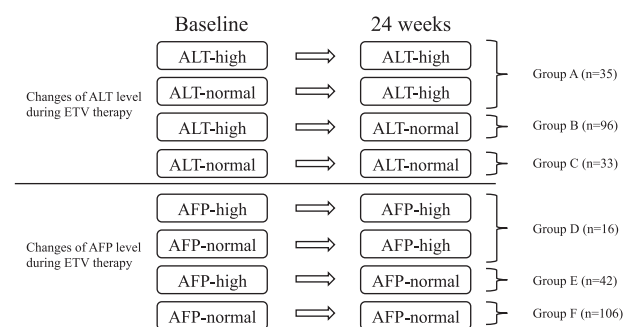 Baseline 24 weeks
ALT-high ALT-high
Group A (n=35)
Changes of ALT level
during ETV therapy
ALT-normal ALT-high
ALT-high ALT-normal Group B (n=96)
ALT-normal ALT-normal Group C (n=33)
AFP-high AFP-high
Group D (n=16)
Changes of AFP level
during ETV therapy
AFP-normal AFP-high
AFP-high AFP-normal Group E (n=42)
AFP-normal AFP-normal Group F (n=106)